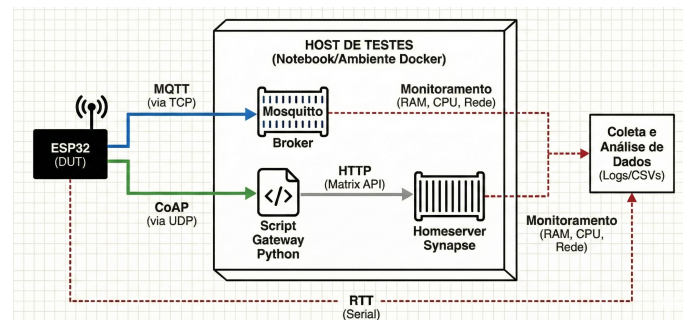 HOST DE TESTES
(Notebook/Ambiente Docker)
MQTT
(via TCP)
Mosquitto
Broker
Monitoramento
(RAM, CPU, Rede)
ESP32
(DUT)
Coleta e
Análise de
Dados
(Logs/CSVs)
CoAP
(via UDP)
</>
Script
Gateway
Python
HTTP
(Matrix API)
Homeserver
Synapse
Monitoramento
(RAM, CPU,
Rede)
RTT
(Serial)